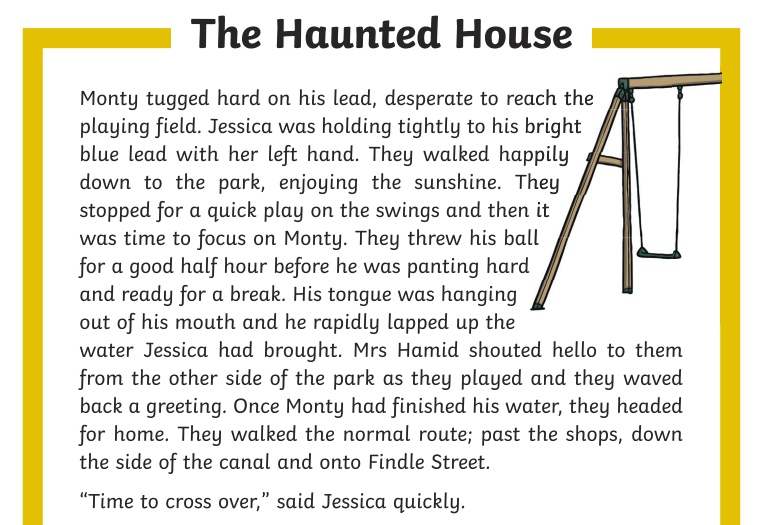 The Haunted House
Monty tugged hard on his lead, desperate to reach the
playing field. Jessica was holding tightly to his bright
blue lead with her left hand. They walked happily
down to the park, enjoying the sunshine. They
stopped for a quick play on the swings and then it
was time to focus on Monty. They threw his ball
for a good half hour before he was panting hard
and ready for a break. His tongue was hanging
out of his mouth and he rapidly lapped up the
water Jessica had brought. Mrs Hamid shouted hello to them
from the other side of the park as they played and they waved
back a greeting. Once Monty had finished his water, they headed
for home. They walked the normal route; past the shops, down
the side of the canal and onto Findle Street.
“Time to cross over,” said Jessica quickly.